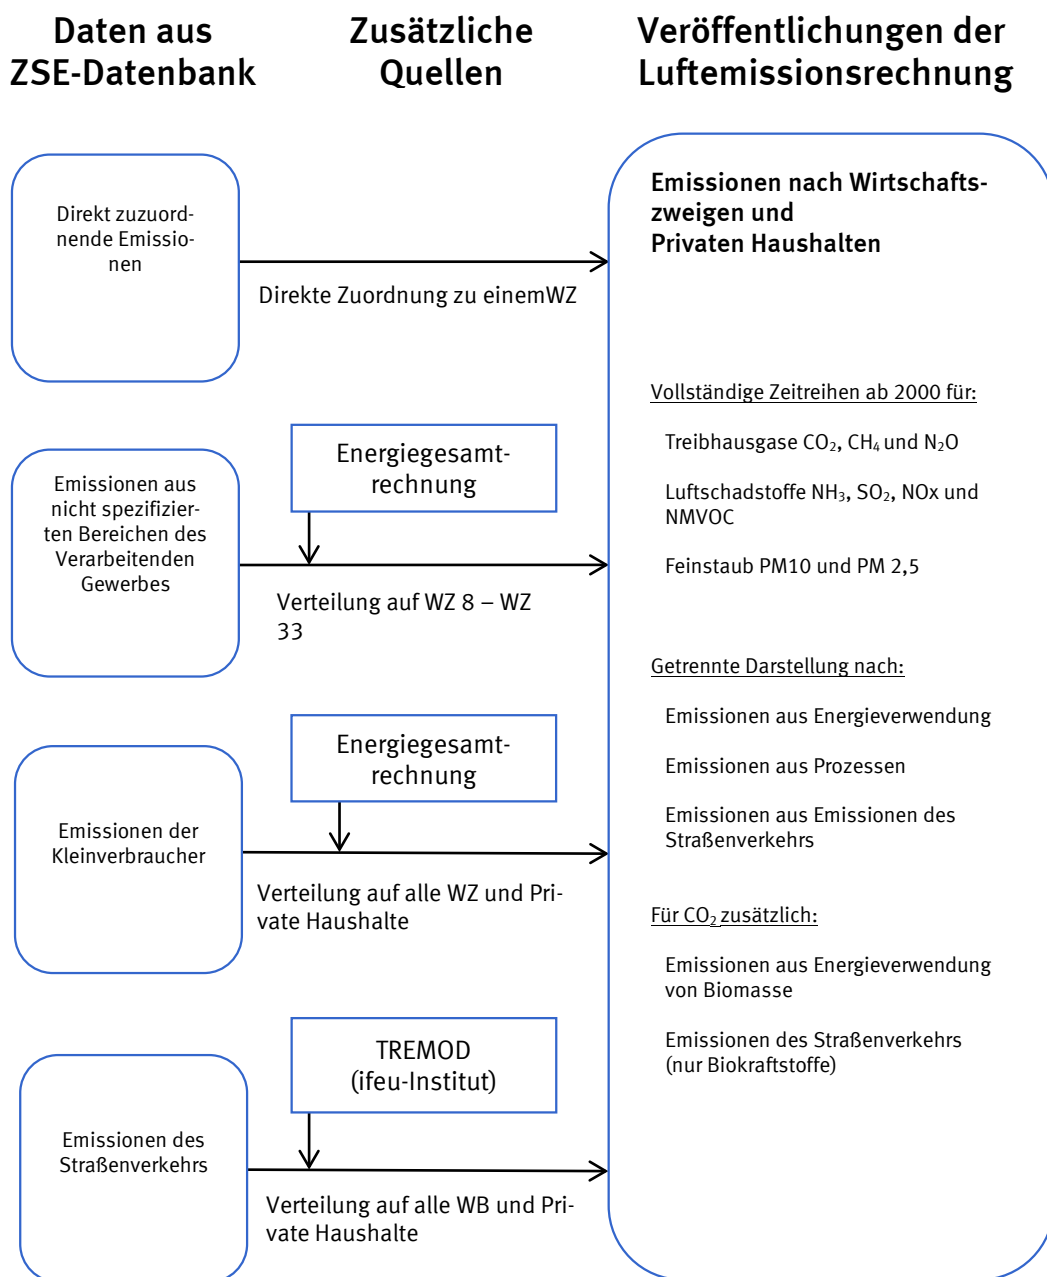 Daten aus
ZSE-Datenbank
Zusätzliche
Quellen
Veröffentlichungen der
Luftemissionsrechnung
Direkt zuzuord-
nende Emissio-
nen
Direkte Zuordnung zu einemWZ
Energiegesamt-
rechnung
Emissionen aus
nicht spezifizier-
ten Bereichen des
Verarbeitenden
Gewerbes
Verteilung auf WZ 8 – WZ
33
Energiegesamt-
rechnung
Emissionen der
Kleinverbraucher
Verteilung auf alle WZ und Pri-
vate Haushalte
TREMOD
(ifeu-Institut)
Emissionen des
Straßenverkehrs
Verteilung auf alle WB und Pri-
vate Haushalte
Emissionen nach Wirtschafts-
zweigen und
Privaten Haushalten
Vollständige Zeitreihen ab 2000 für:
Treibhausgase CO₂, CH₄ und N₂O
Luftschadstoffe NH₃, SO₂, NOx und
NMVOC
Feinstaub PM10 und PM 2,5
Getrennte Darstellung nach:
Emissionen aus Energieverwendung
Emissionen aus Prozessen
Emissionen aus Emissionen des
Straßenverkehrs
Für CO₂ zusätzlich:
Emissionen aus Energieverwendung
von Biomasse
Emissionen des Straßenverkehrs
(nur Biokraftstoffe)